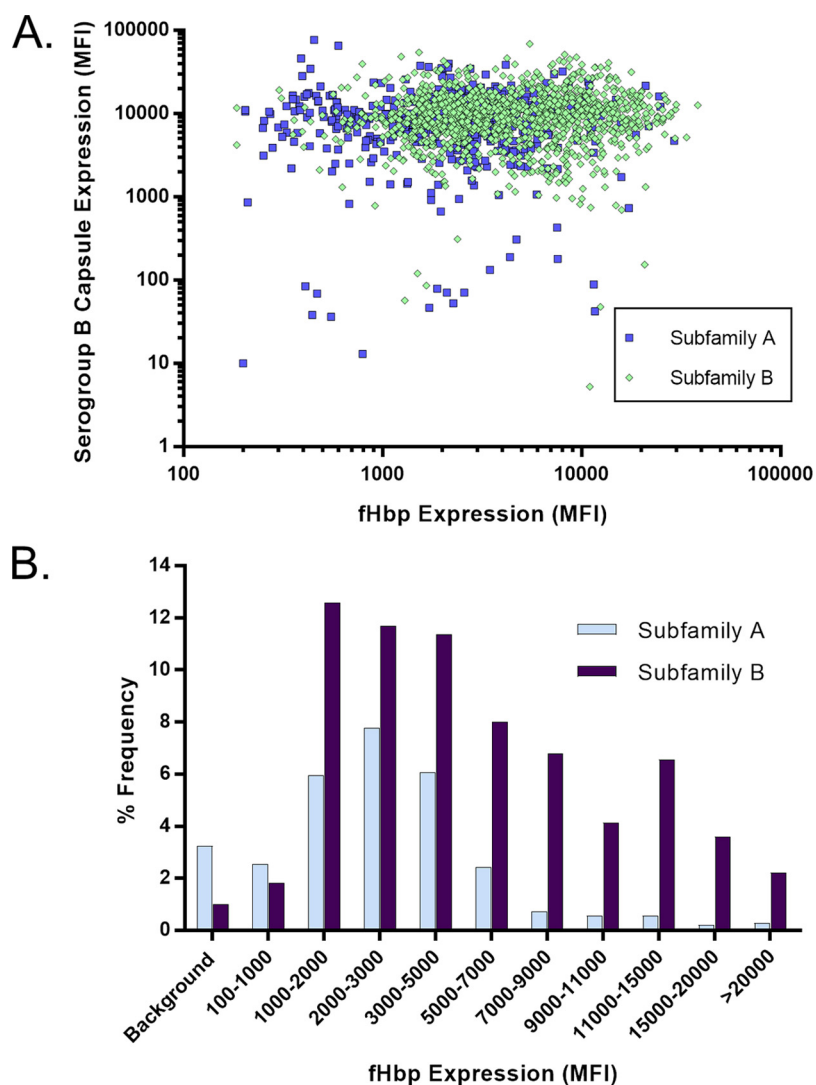 A.
Serogroup B Capsule Expression (MFI)
100000
10000
1000
100
10
1
100
1000
10000
100000
Subfamily A
Subfamily B
fHbp Expression (MFI)
B.
% Frequency
14
12
10
8
6
4
2
0
Subfamily A
Subfamily B
Background
100-1000
1000-2000
2000-3000
3000-5000
5000-7000
7000-9000
9000-11000
11000-15000
15000-20000
>20000
fHbp Expression (MFI)